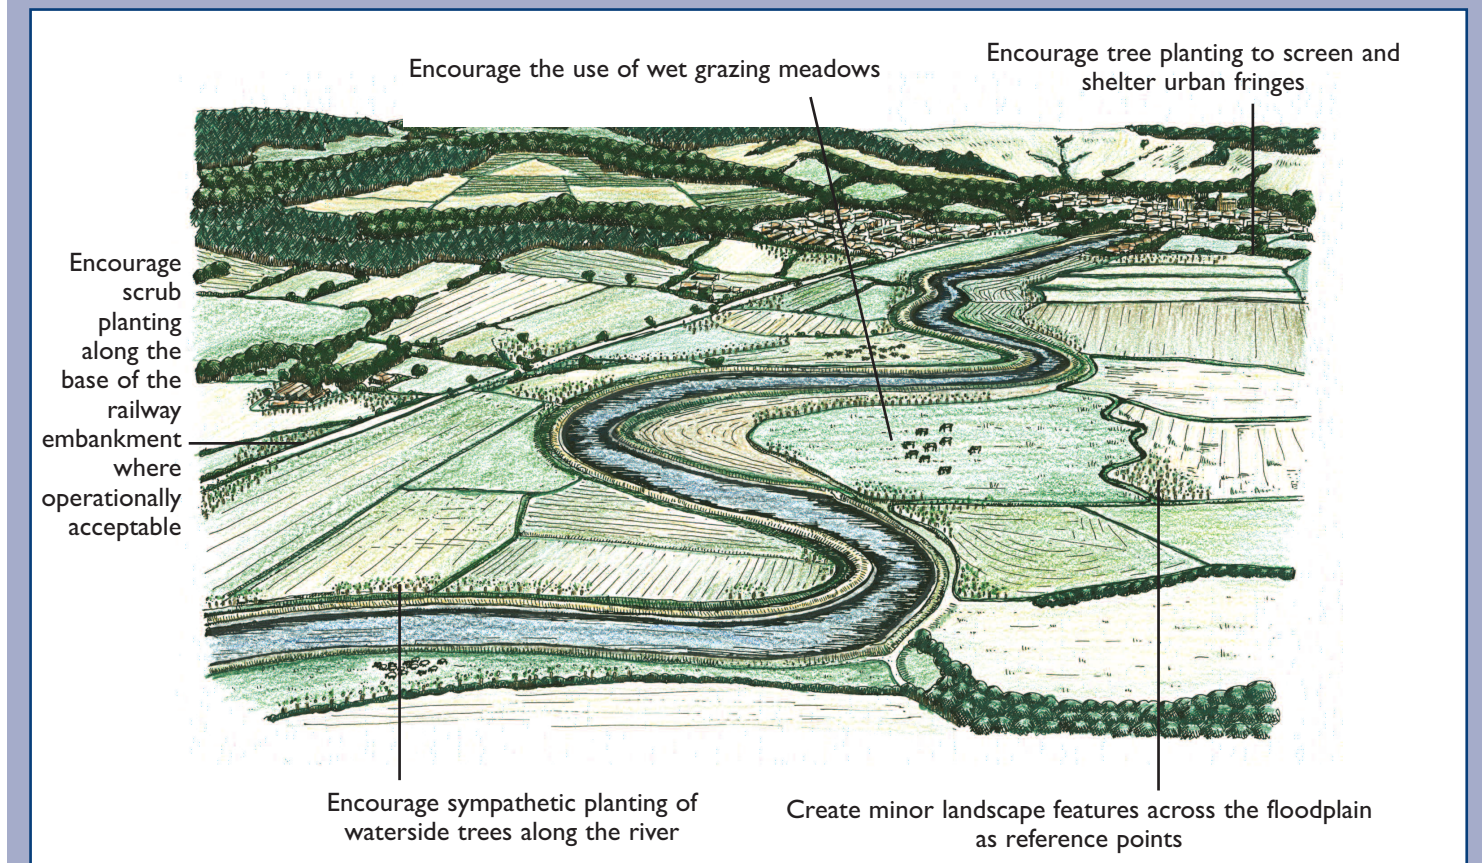 Encourage the use of wet grazing meadows
Encourage tree planting to screen and
shelter urban fringes
Encourage
scrub
planting
along the
base of the
railway
embankment
where
operationally
acceptable
Encourage sympathetic planting of
waterside trees along the river
Create minor landscape features across the floodplain
as reference points